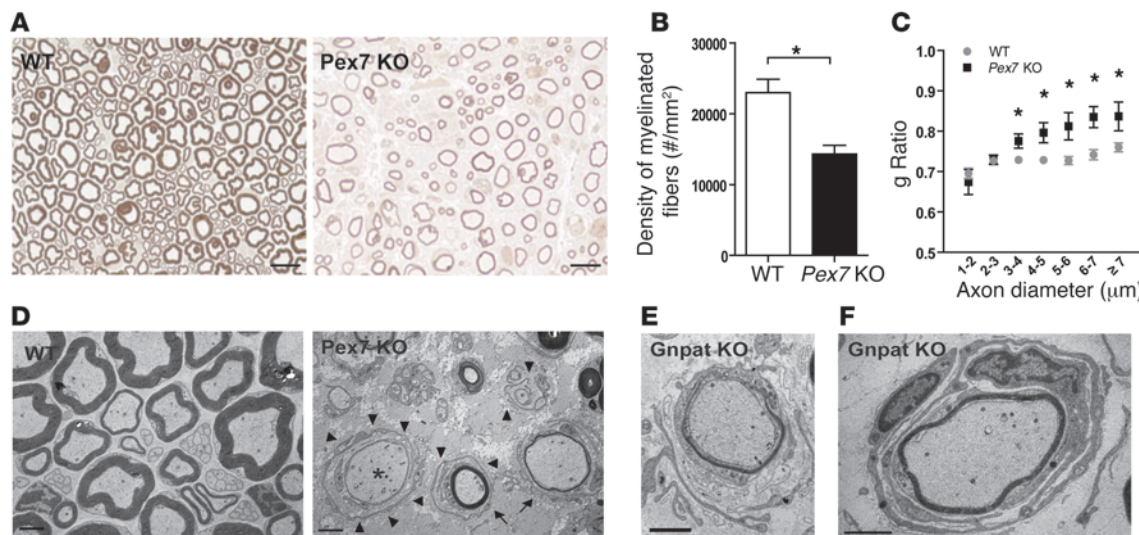 A
WT
Pex7 KO
B
Density of myelinated
fibers (#/mm²)
30000
20000
10000
0
*
WT
Pex7 KO
C
WT
Pex7 KO
g Ratio
1.0
0.9
0.8
0.7
0.6
0.5
* * * * *
1-2
2-3
3-4
4-5
5-6
6-7
≥7
Axon diameter (μm)
D
WT
Pex7 KO
*
E
Gnpat KO
F
Gnpat KO